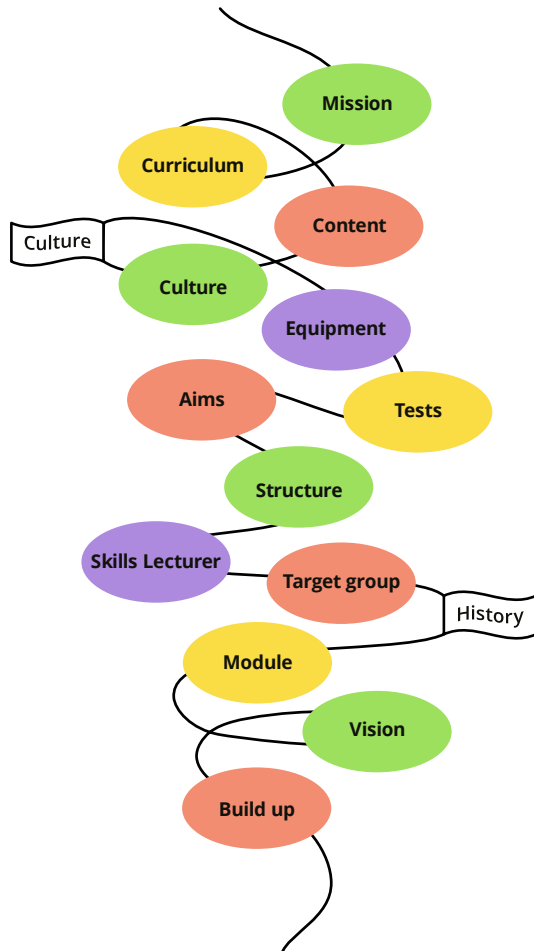 Mission
Curriculum
Content
Culture
Culture
Equipment
Aims
Tests
Structure
Skills Lecturer
Target group
History
Module
Vision
Build up